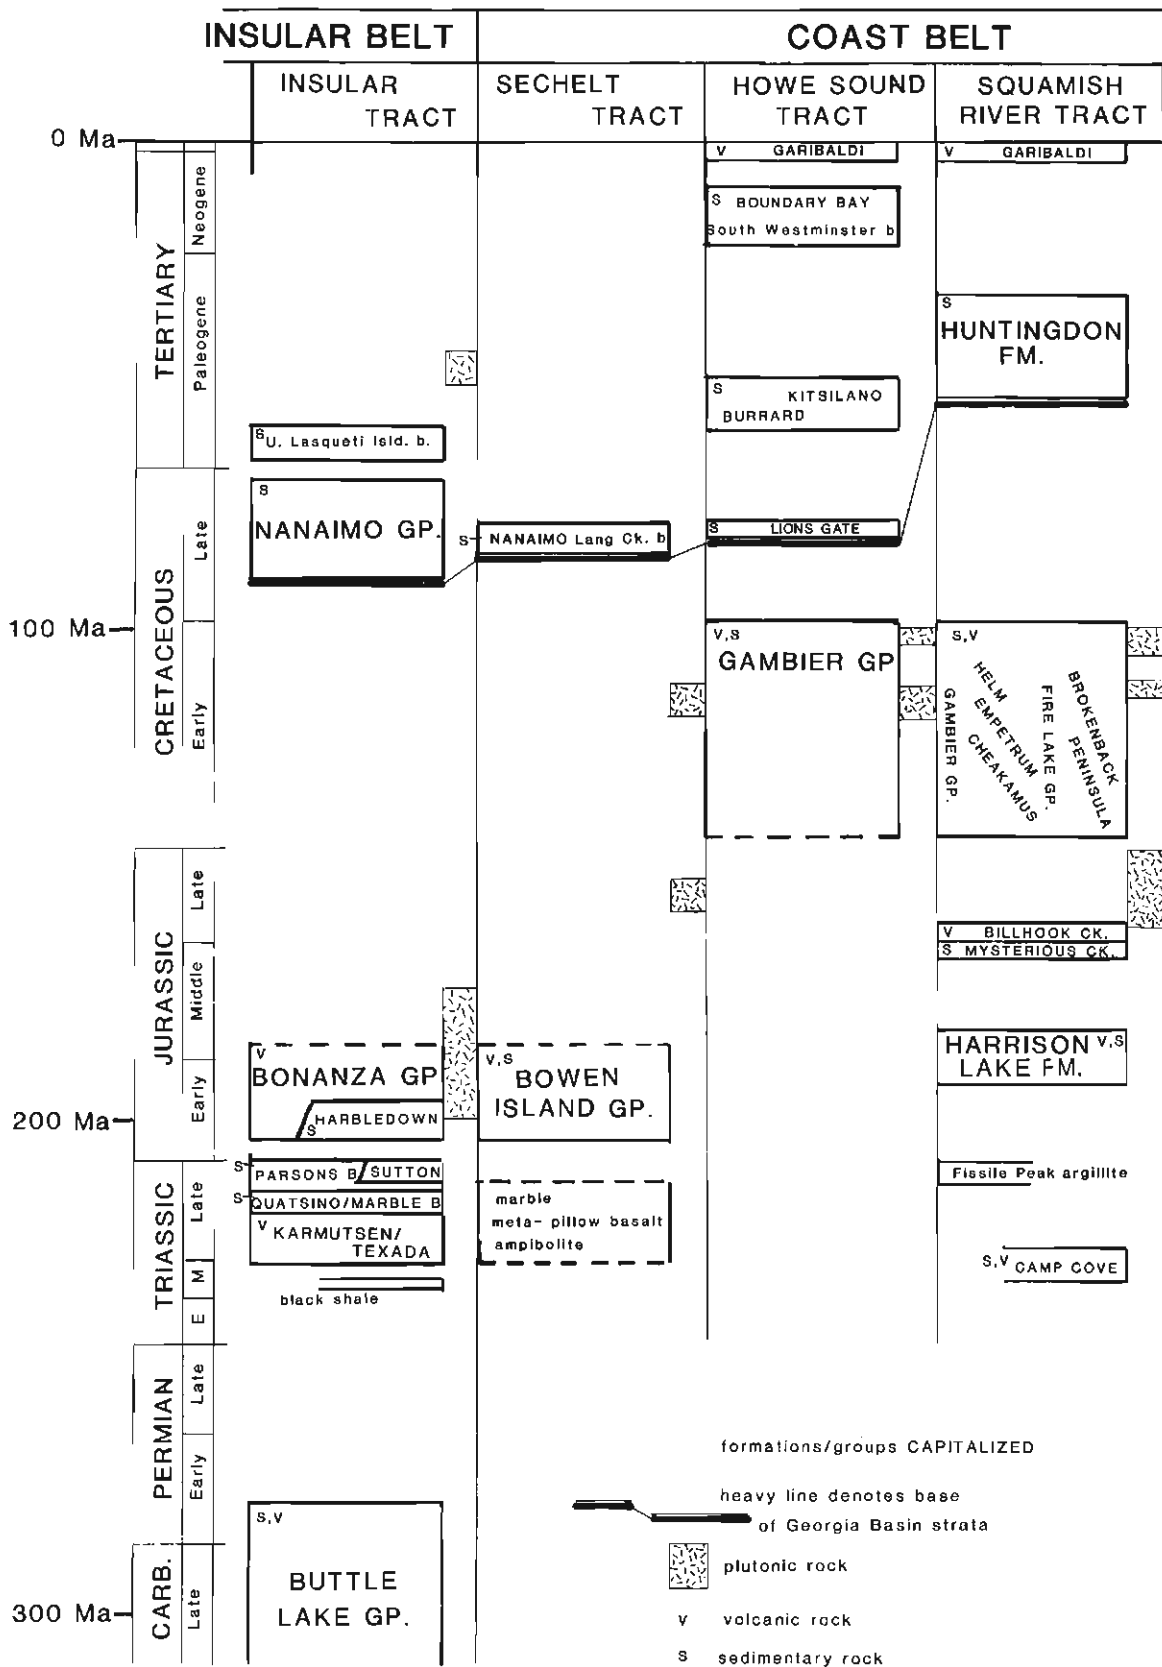 INSULAR BELT
COAST BELT
INSULAR
TRACT
SECHELT
TRACT
HOWE SOUND
TRACT
SQUAMISH
RIVER TRACT
0 Ma
100 Ma
200 Ma
300 Ma
TERTIARY
Neogene
Paleogene
CRETACEOUS
Late
Early
JURASSIC
Late
Middle
Early
TRIASSIC
Late
M
E
PERMIAN
Late
Early
CARB.
Late
S U. Lasqueti Isld. b.
S
NANAIMO GP.
V
BONANZA GP
S HARBLEDOWN
S PARSONS B / SUTTON
S QUATSINO/MARBLE B
V KARMUTSEN/
TEXADA
black shale
S,V
BUTTLE
LAKE GP.
S NANAIMO Lang Ck. b
V,S
BOWEN
ISLAND GP.
marble
meta-pillow basalt
ampibolite
V GARIBALDI
S BOUNDARY BAY
South Westminster b
S KITSILANO
BURRARD
S LIONS GATE
V,S
GAMBIER GP
V GARIBALDI
S
HUNTINGDON
FM.
S,V
GAMBIER GP.
HELM
EMPETRUM
CHEAKAMUS
FIRE LAKE GP.
BROKENBACK
PENINSULA
V BILLHOOK CK.
S MYSTERIOUS CK.
HARRISON V,S
LAKE FM.
Fissile Peak argillite
S,V CAMP COVE
formations/groups CAPITALIZED
heavy line denotes base
of Georgia Basin strata
plutonic rock
v volcanic rock
s sedimentary rock